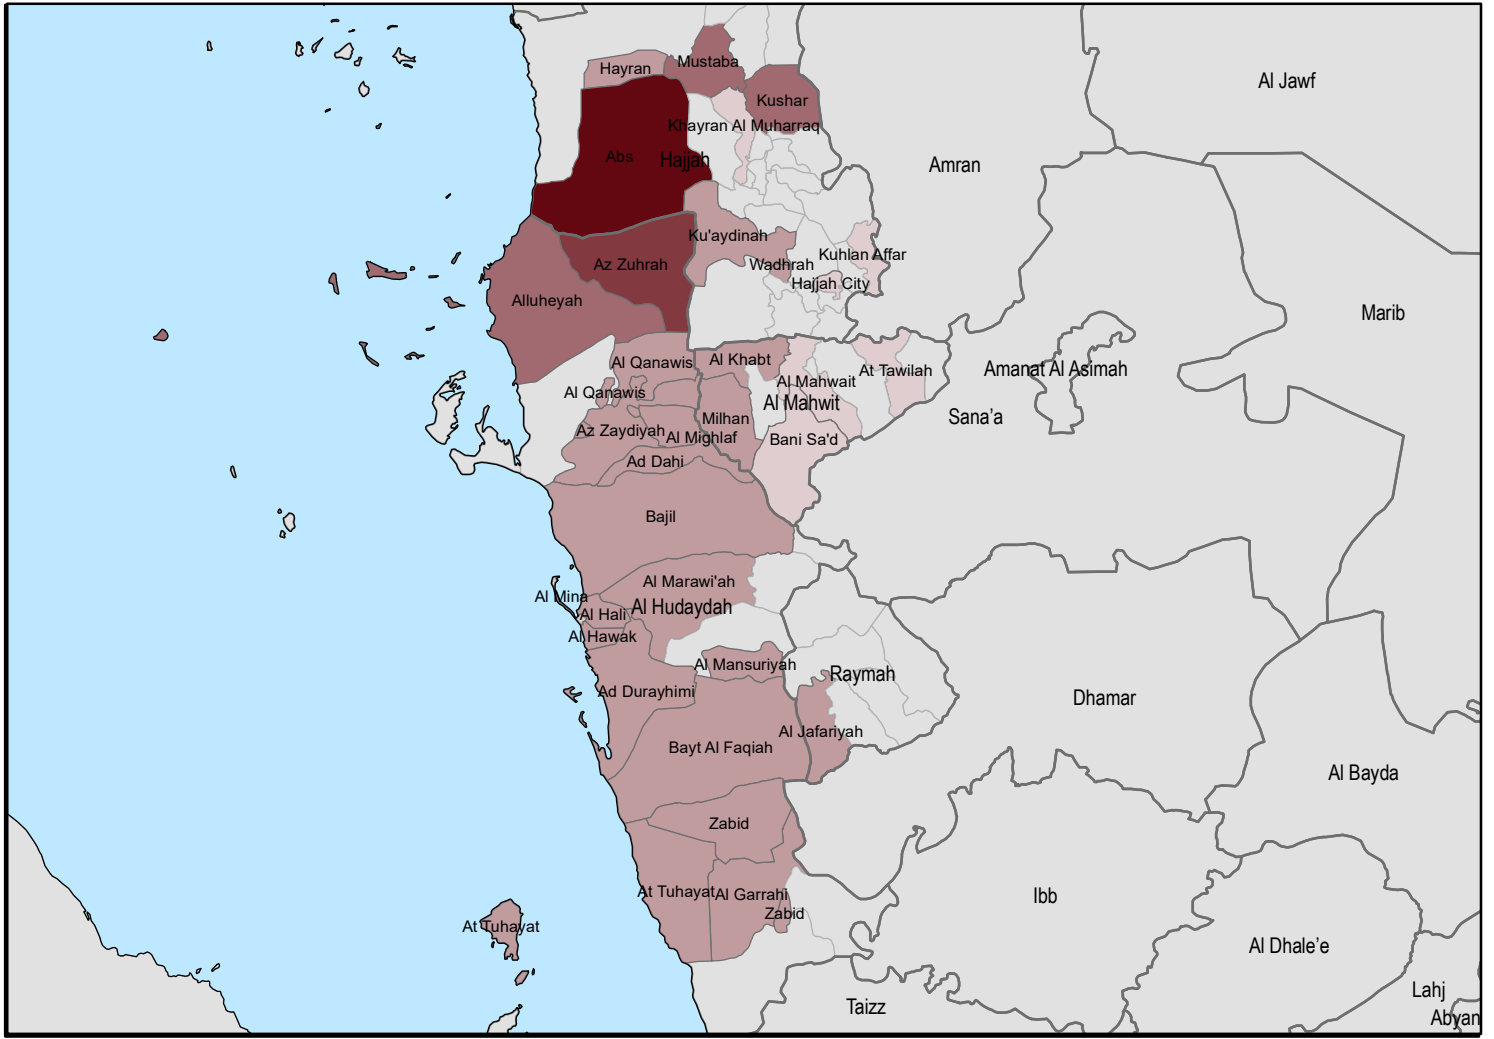 Mustaba
Hayran
Al Jawf
Kushar
Khayran Al Muharraq
Abs
Hajjah
Amran
Ku'aydinah
Kuhlan Affar
Az Zuhrah
Wadhrah
Hajjah City
Alluheyah
Marib
Al Qanawis
Al Khabt
At Tawilah
Amanat Al Asimah
Al Mahwait
Al Qanawis
Al Mahwit
Milhan
Sana’a
Az Zaydiyah
Al Mighlaf
Bani Sa'd
Ad Dahi
Bajil
Al Marawi'ah
Al Mina
Al Hali
Al Hudaydah
Al Hawak
Al Mansuriyah
Raymah
Ad Durayhimi
Dhamar
Al Jafariyah
Bayt Al Faqiah
Al Bayda
Zabid
At Tuhayat
Al Garrahi
Ibb
Zabid
At Tuhayat
Al Dhale’e
Lahj
Taizz
Abyan